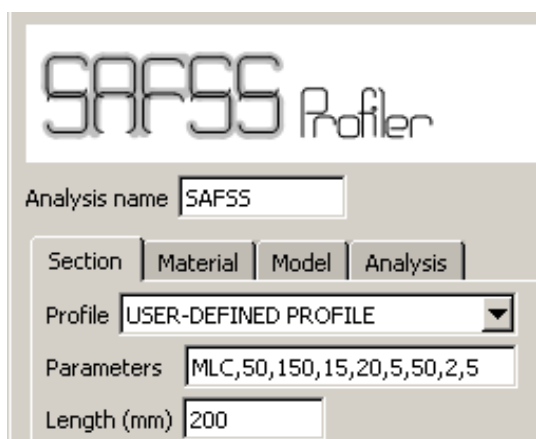 SAFSS Profiler
Analysis name SAFSS
Section Material Model Analysis
Profile USER-DEFINED PROFILE
Parameters MLC,50,150,15,20,5,50,2,5
Length (mm) 200